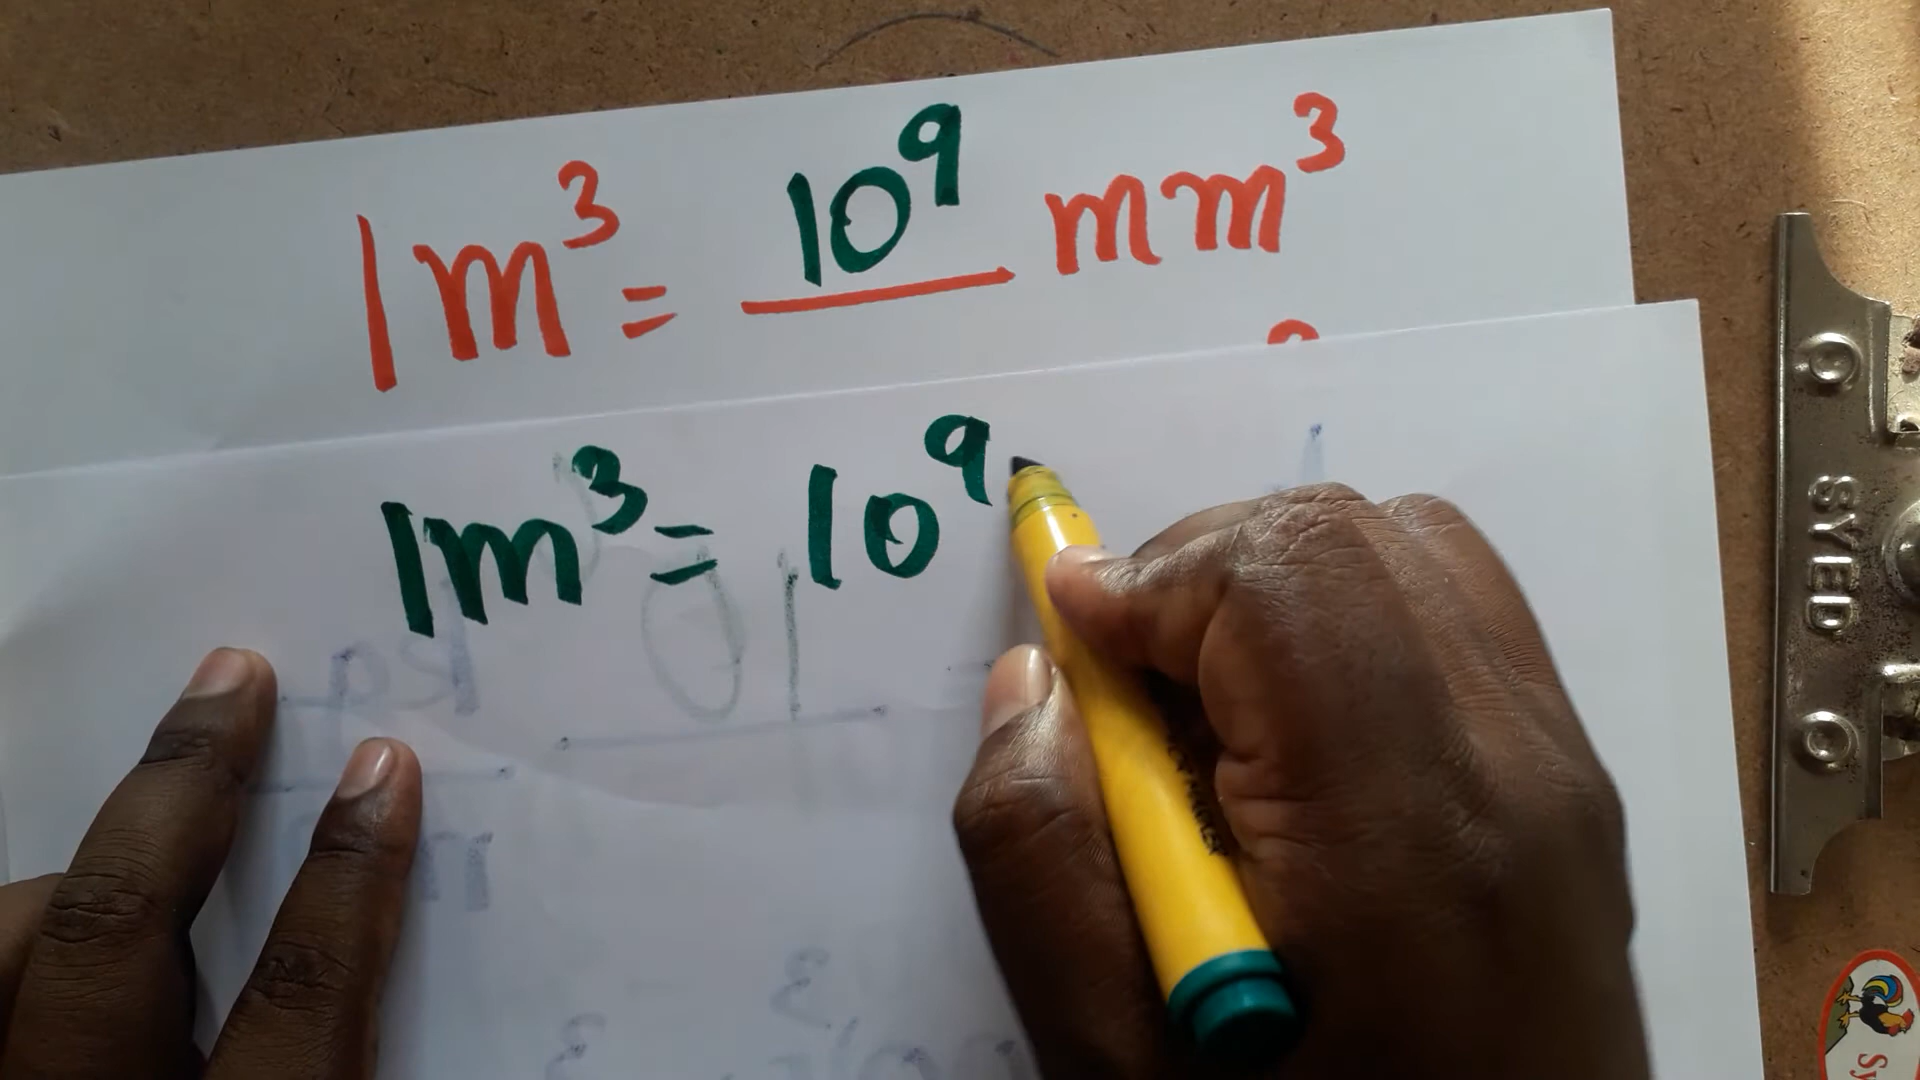 1m³ = 10⁹ mm³
1m³ = 10⁹
SYED